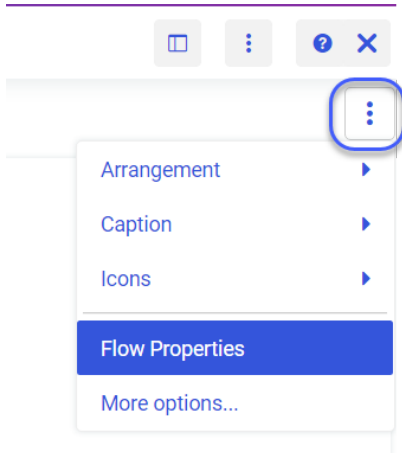 Arrangement
Caption
Icons
Flow Properties
More options...